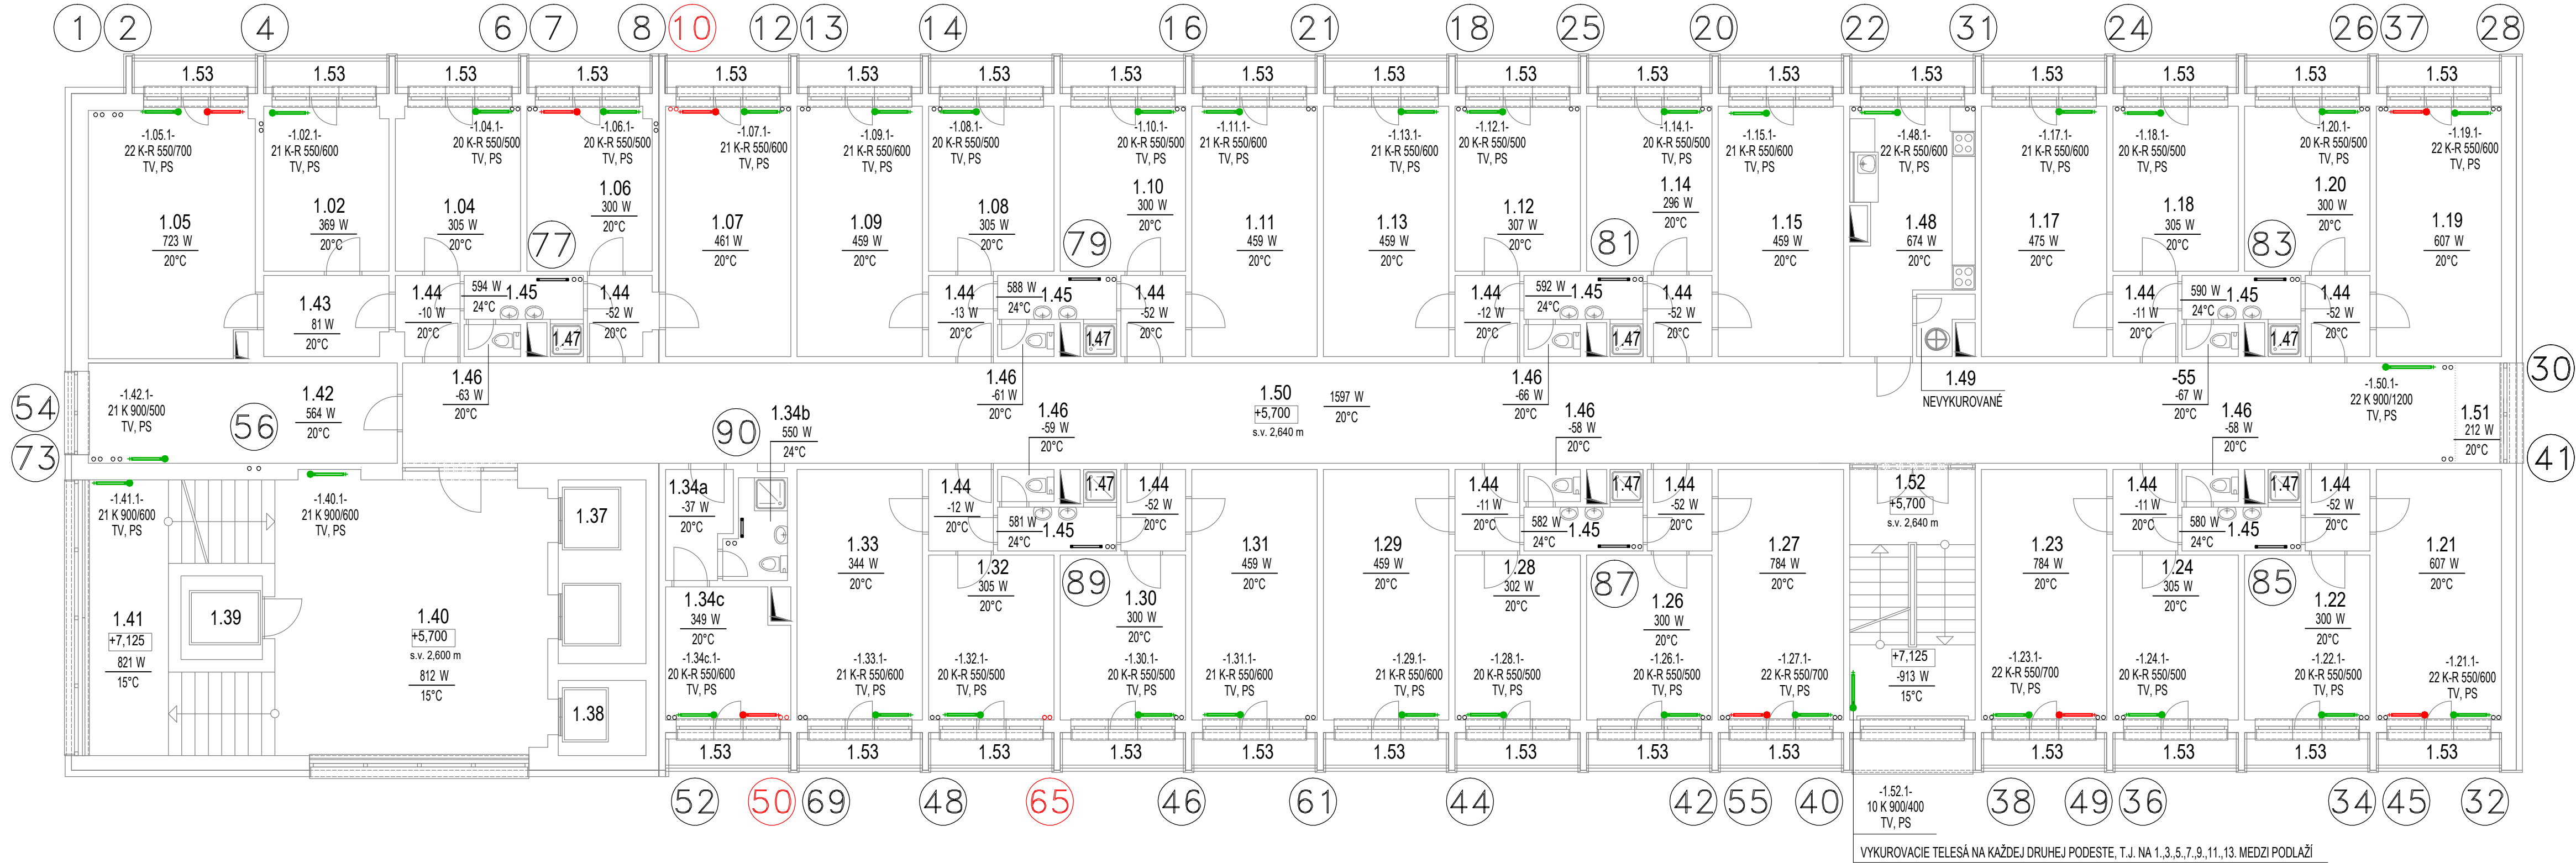 1 2 4 6 7 8 10 12 13 14 16 21 18 25 20 22 31 24 26 37 28
1.53 1.53 1.53 1.53 1.53 1.53 1.53 1.53 1.53 1.53 1.53 1.53 1.53 1.53 1.53 1.53 1.53 1.53
-1.05.1-
22 K-R 550/700
TV, PS
-1.02.1-
21 K-R 550/600
TV, PS
-1.04.1-
20 K-R 550/500
TV, PS
-1.06.1-
20 K-R 550/500
TV, PS
-1.07.1-
21 K-R 550/600
TV, PS
-1.09.1-
21 K-R 550/600
TV, PS
-1.08.1-
20 K-R 550/500
TV, PS
-1.10.1-
20 K-R 550/500
TV, PS
-1.11.1-
21 K-R 550/600
TV, PS
-1.13.1-
21 K-R 550/600
TV, PS
-1.12.1-
20 K-R 550/500
TV, PS
-1.14.1-
20 K-R 550/500
TV, PS
-1.15.1-
21 K-R 550/600
TV, PS
-1.48.1-
22 K-R 550/600
TV, PS
-1.17.1-
21 K-R 550/600
TV, PS
-1.18.1-
20 K-R 550/500
TV, PS
-1.20.1-
20 K-R 550/500
TV, PS
-1.19.1-
22 K-R 550/600
TV, PS
1.05
723 W
20°C
1.02
369 W
20°C
1.04
305 W
20°C
1.06
300 W
20°C
77
1.07
461 W
20°C
1.09
459 W
20°C
1.08
305 W
20°C
79
1.10
300 W
20°C
1.11
459 W
20°C
1.13
459 W
20°C
1.12
307 W
20°C
81
1.14
296 W
20°C
1.15
459 W
20°C
1.48
674 W
20°C
1.17
475 W
20°C
1.18
305 W
20°C
83
1.20
300 W
20°C
1.19
607 W
20°C
1.43
81 W
20°C
1.44
-10 W
20°C
594 W
24°C
1.45
1.44
-52 W
20°C
1.47
1.44
-13 W
20°C
588 W
24°C
1.45
1.44
-52 W
20°C
1.47
1.44
-12 W
20°C
592 W
24°C
1.45
1.44
-52 W
20°C
1.47
1.44
-11 W
20°C
590 W
24°C
1.45
1.44
-52 W
20°C
1.47
54
73
-1.42.1-
21 K 900/500
TV, PS
56
1.42
564 W
20°C
1.46
-63 W
20°C
90
1.34b
550 W
24°C
1.46
-61 W
20°C
1.46
-59 W
20°C
1.50
+5,700
s.v. 2,640 m
1597 W
20°C
1.46
-66 W
20°C
1.46
-58 W
20°C
1.49
NEVYKUROVANÉ
-55
-67 W
20°C
1.46
-58 W
20°C
-1.50.1-
22 K 900/1200
TV, PS
1.51
212 W
20°C
30
41
-1.41.1-
21 K 900/600
TV, PS
-1.40.1-
21 K 900/600
TV, PS
1.37
1.34a
-37 W
20°C
1.44
-12 W
20°C
581 W
24°C
1.45
1.47
1.44
-52 W
20°C
1.44
-11 W
20°C
582 W
24°C
1.45
1.47
1.44
-52 W
20°C
1.52
+5,700
s.v. 2,640 m
1.44
-11 W
20°C
580 W
24°C
1.45
1.47
1.44
-52 W
20°C
1.41
+7,125
821 W
15°C
1.39
1.40
+5,700
s.v. 2,600 m
812 W
15°C
1.38
1.34c
349 W
20°C
1.33
344 W
20°C
1.32
305 W
20°C
89
1.30
300 W
20°C
1.31
459 W
20°C
1.29
459 W
20°C
1.28
302 W
20°C
87
1.26
300 W
20°C
1.27
784 W
20°C
+7,125
-913 W
15°C
1.23
784 W
20°C
1.24
305 W
20°C
85
1.22
300 W
20°C
1.21
607 W
20°C
-1.34c.1-
20 K-R 550/600
TV, PS
-1.33.1-
21 K-R 550/600
TV, PS
-1.32.1-
20 K-R 550/500
TV, PS
-1.30.1-
20 K-R 550/500
TV, PS
-1.31.1-
21 K-R 550/600
TV, PS
-1.29.1-
21 K-R 550/600
TV, PS
-1.28.1-
20 K-R 550/500
TV, PS
-1.26.1-
20 K-R 550/500
TV, PS
-1.27.1-
22 K-R 550/700
TV, PS
-1.23.1-
22 K-R 550/700
TV, PS
-1.24.1-
20 K-R 550/500
TV, PS
-1.22.1-
20 K-R 550/500
TV, PS
-1.21.1-
22 K-R 550/600
TV, PS
1.53 1.53 1.53 1.53 1.53 1.53 1.53 1.53 1.53 1.53 1.53 1.53 1.53
52 50 69 48 65 46 61 44 42 55 40 38 49 36 34 45 32
-1.52.1-
10 K 900/400
TV, PS
VYKUROVACIE TELESÁ NA KAŽDEJ DRUHEJ PODESTE, T.J. NA 1.,3.,5.,7.,9.,11.,13. MEDZI PODLAŽÍ